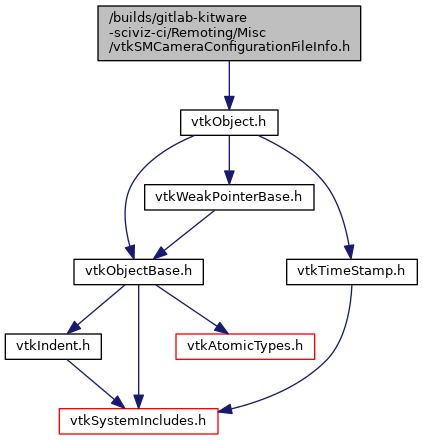 /builds/gitlab-kitware
-sciviz-ci/Remoting/Misc
/vtkSMCameraConfigurationFileInfo.h
vtkObject.h
vtkWeakPointerBase.h
vtkObjectBase.h
vtkTimeStamp.h
vtkIndent.h
vtkAtomicTypes.h
vtkSystemIncludes.h